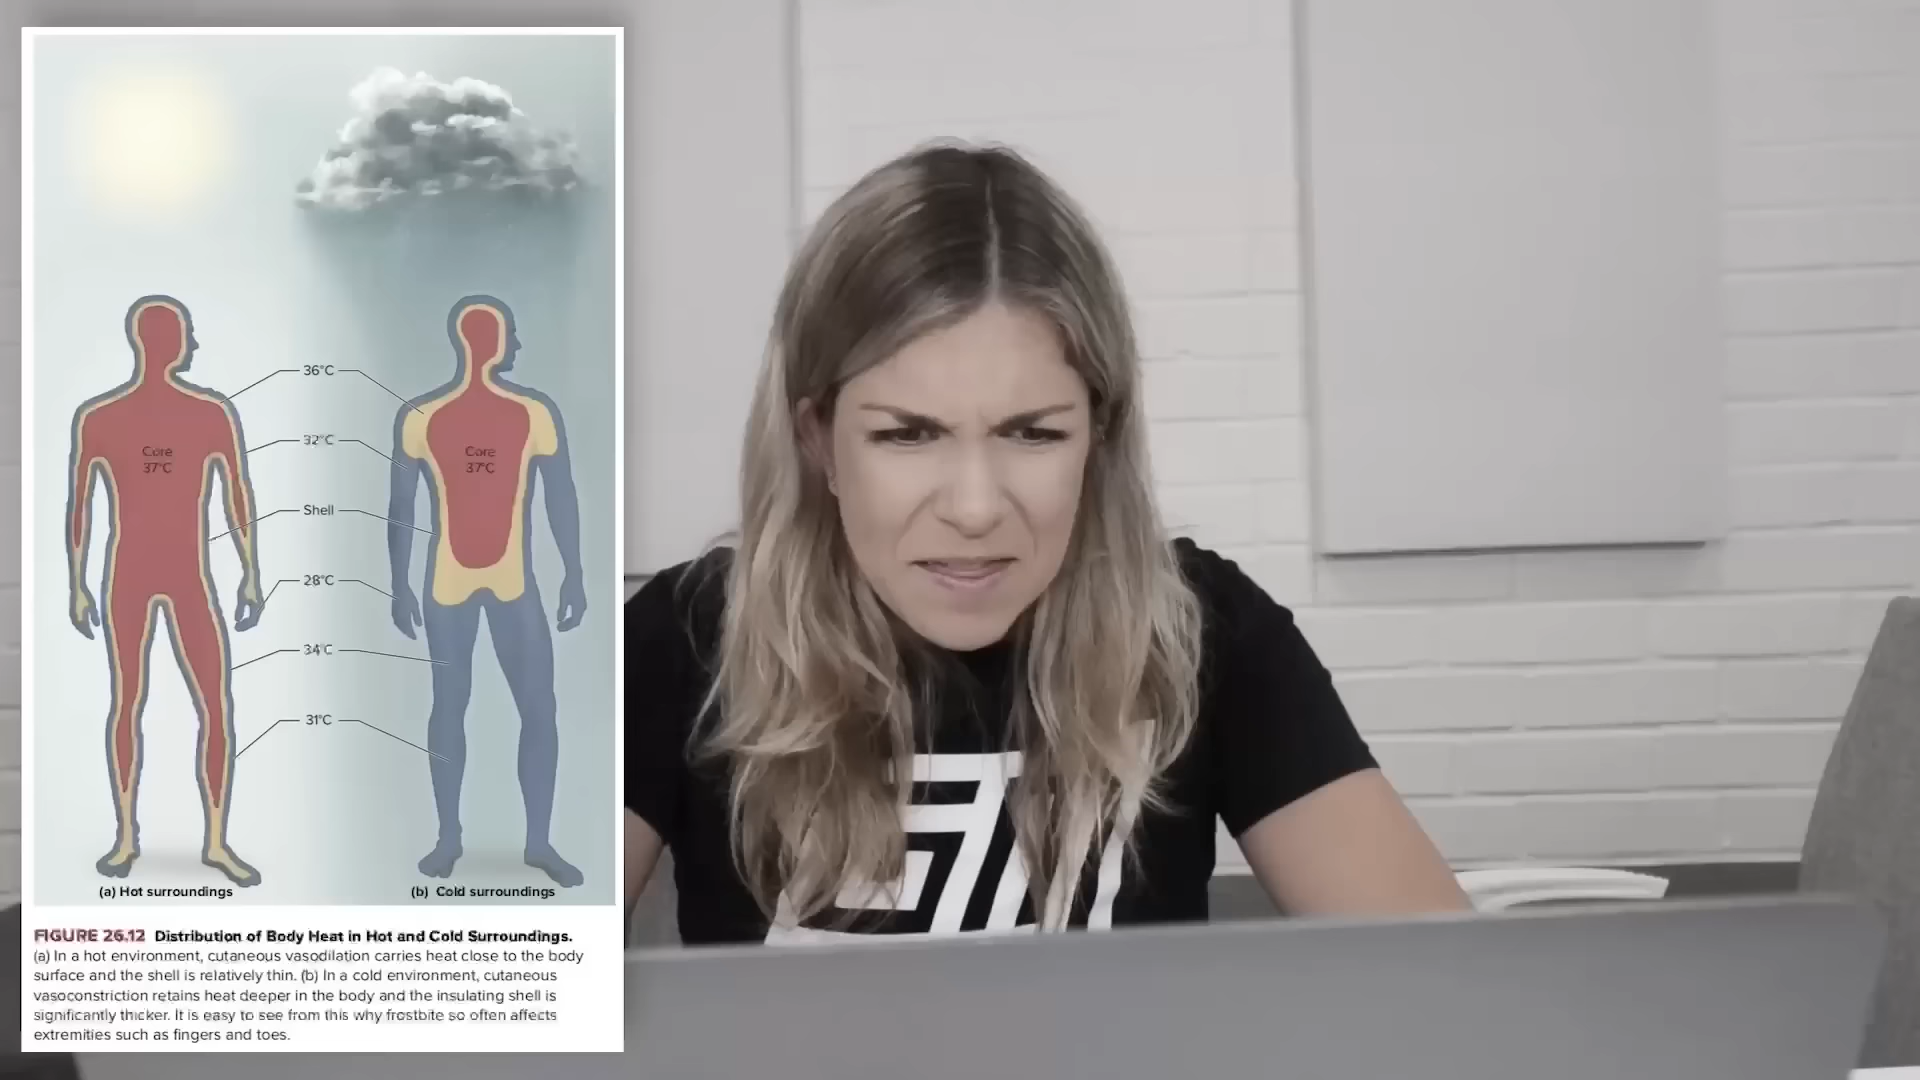 36°C
32°C
Core
37°C
Core
37°C
Shell
28°C
34°C
31°C
(a) Hot surroundings
(b) Cold surroundings
FIGURE 26.12 Distribution of Body Heat in Hot and Cold Surroundings.
(a) In a hot environment, cutaneous vasodilation carries heat close to the body
surface and the shell is relatively thin. (b) In a cold environment, cutaneous
vasoconstriction retains heat deeper in the body and the insulating shell is
significantly thicker. It is easy to see from this why frostbite so often affects
extremities such as fingers and toes.